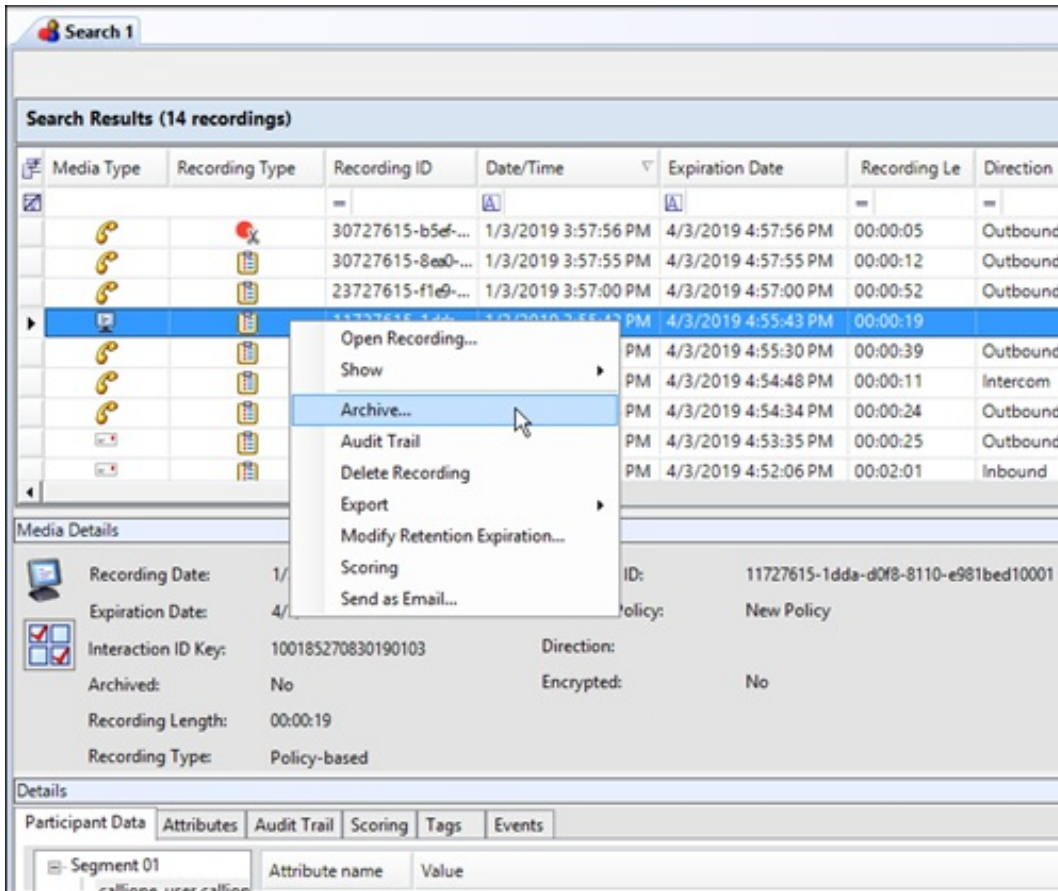 Search 1
Search Results (14 recordings)
Media Type Recording Type Recording ID Date/Time Expiration Date Recording Le Direction
= A A = =
30727615-b5ef-... 1/3/2019 3:57:56 PM 4/3/2019 4:57:56 PM 00:00:05 Outbound
30727615-8ea0-... 1/3/2019 3:57:55 PM 4/3/2019 4:57:55 PM 00:00:12 Outbound
23727615-f1e9-... 1/3/2019 3:57:00 PM 4/3/2019 4:57:00 PM 00:00:52 Outbound
PM 4/3/2019 4:55:43 PM 00:00:19
Open Recording...
PM 4/3/2019 4:55:30 PM 00:00:39 Outbound
Show
PM 4/3/2019 4:54:48 PM 00:00:11 Intercom
Archive...
PM 4/3/2019 4:54:34 PM 00:00:24 Outbound
Audit Trail
PM 4/3/2019 4:53:35 PM 00:00:25 Outbound
Delete Recording
PM 4/3/2019 4:52:06 PM 00:02:01 Inbound
Export
Modify Retention Expiration...
Scoring
Send as Email...
Media Details
Recording Date: 1/ ID: 11727615-1dda-d0f8-8110-e981bed10001
Expiration Date: 4/ Policy: New Policy
Interaction ID Key: 100185270830190103 Direction:
Archived: No Encrypted: No
Recording Length: 00:00:19
Recording Type: Policy-based
Details
Participant Data Attributes Audit Trail Scoring Tags Events
Segment 01 Attribute name Value